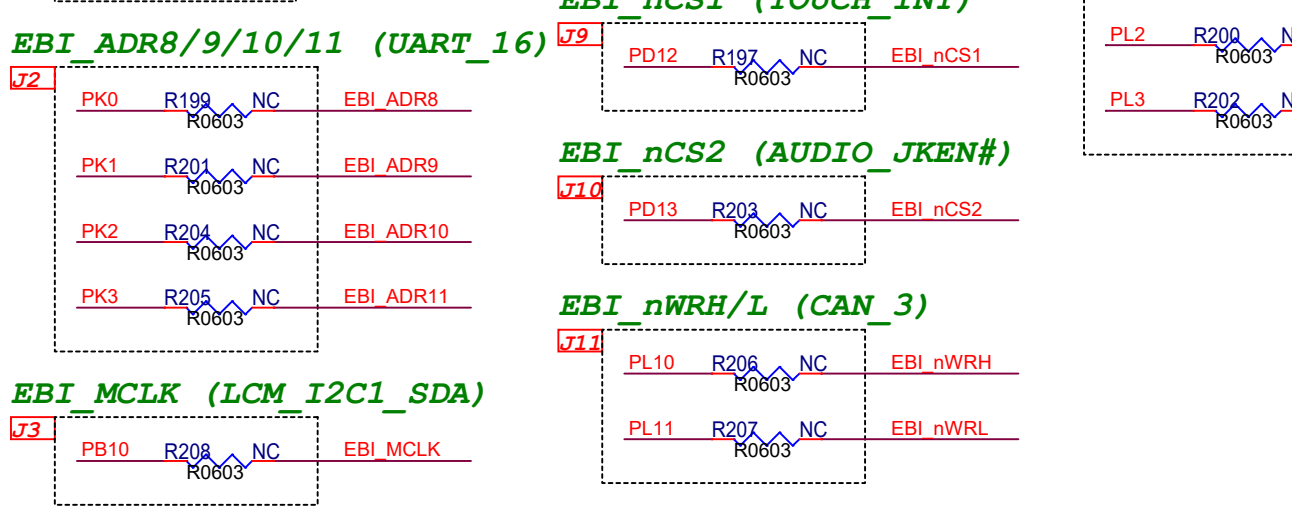 EBI_nCS1 (TOUCH_INT)
EBI_ADR8/9/10/11 (UART_16)
J2
PK0 R199 NC EBI_ADR8
R0603
PK1 R201 NC EBI_ADR9
R0603
PK2 R204 NC EBI_ADR10
R0603
PK3 R205 NC EBI_ADR11
R0603
EBI_MCLK (LCM_I2C1_SDA)
J3
PB10 R208 NC EBI_MCLK
R0603
J9
PD12 R197 NC EBI_nCS1
R0603
EBI_nCS2 (AUDIO_JKEN#)
J10
PD13 R203 NC EBI_nCS2
R0603
EBI_nWRH/L (CAN_3)
J11
PL10 R206 NC EBI_nWRH
R0603
PL11 R207 NC EBI_nWRL
R0603
PL2 R200
R0603
PL3 R202
R0603